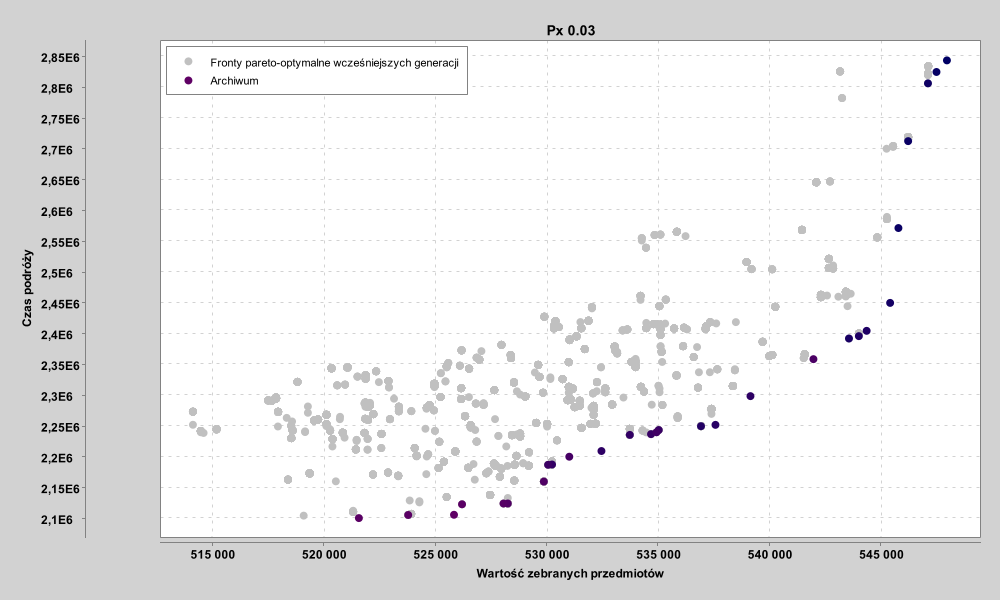 Px 0.03
Fronty pareto-optymalne wcześniejszych generacji
Archiwum
2,85E6
2,8E6
2,75E6
2,7E6
2,65E6
2,6E6
2,55E6
2,5E6
2,45E6
2,4E6
2,35E6
2,3E6
2,25E6
2,2E6
2,15E6
2,1E6
Czas podróży
515 000 520 000 525 000 530 000 535 000 540 000 545 000
Wartość zebranych przedmiotów